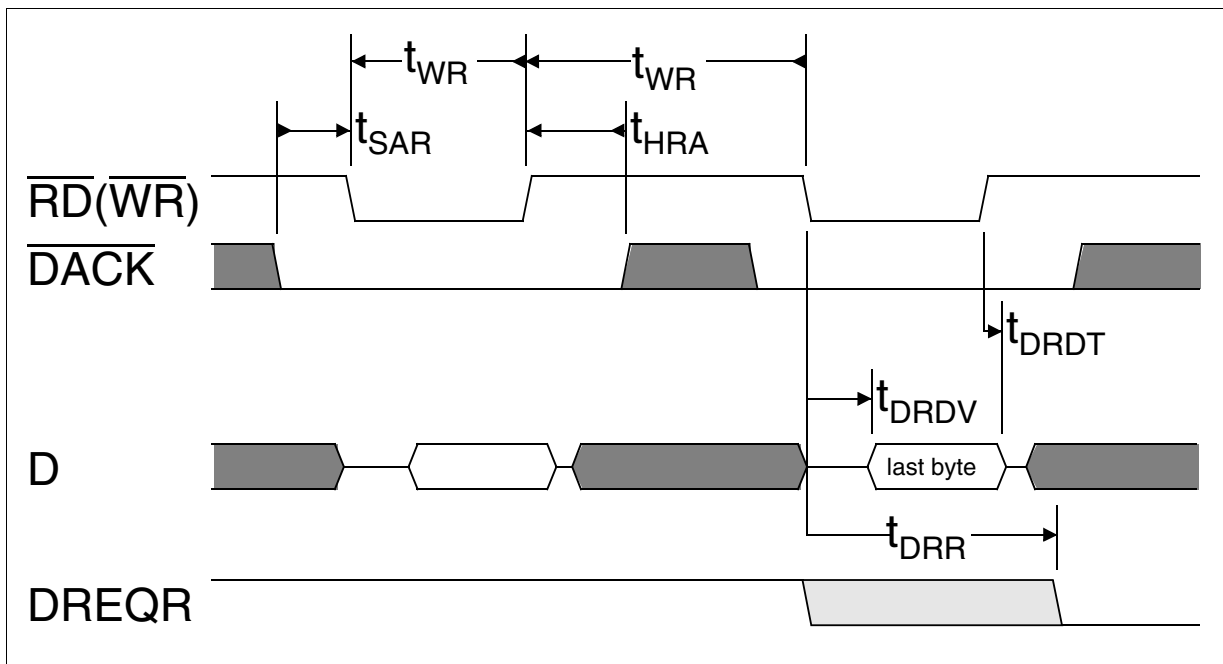 tWR tWR
tSAR tHRA
RD(WR)
DACK
tDRDT
tDRDV
D last byte
tDRR
DREQR